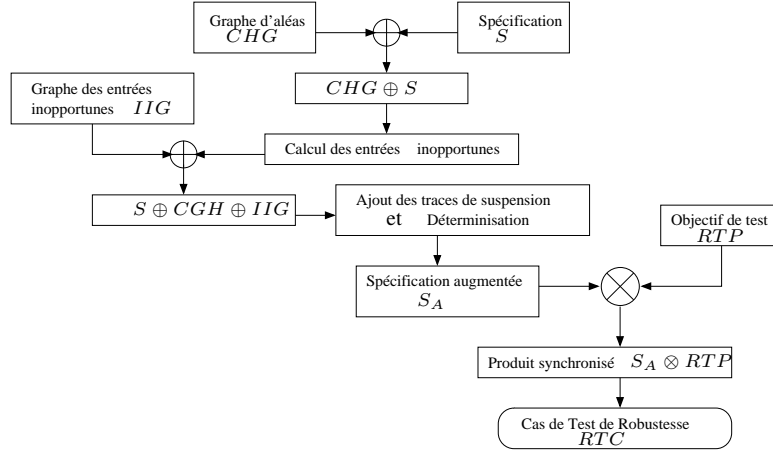 Graphe d'aléas
CHG
Spécification
S
Graphe des entrées
inopportunes IIG
CHG ⊕ S
Calcul des entrées inopportunes
S ⊕ CGH ⊕ IIG
Ajout des traces de suspension
et Déterminisation
Objectif de test
RTP
Spécification augmentée
S_A
Produit synchronisé S_A ⊗ RTP
Cas de Test de Robustesse
RTC